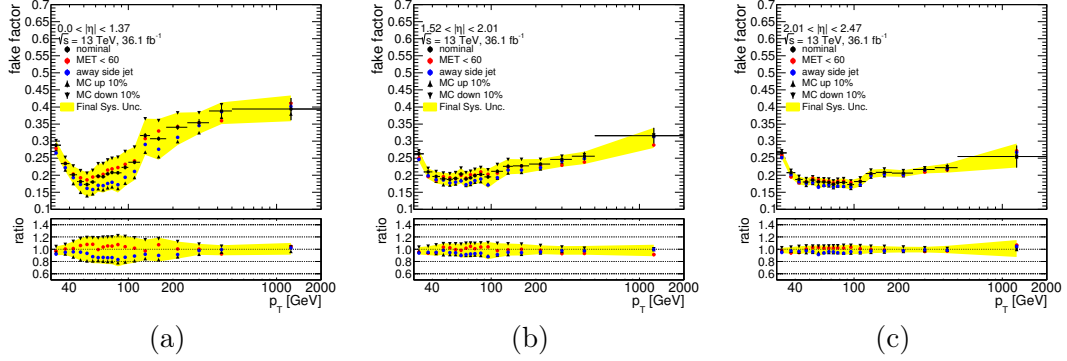 0.7
0.65
0.6
0.55
0.5
0.45
0.4
0.35
0.3
0.25
0.2
0.15
0.1
fake factor
0.0 < |η| < 1.37
√s = 13 TeV, 36.1 fb⁻¹
nominal
MET < 60
away side jet
MC up 10%
MC down 10%
Final Sys. Unc.
ratio
1.4
1.2
1.0
0.8
0.6
40
100
200
1000
2000
p_T [GeV]
(a)
0.7
0.65
0.6
0.55
0.5
0.45
0.4
0.35
0.3
0.25
0.2
0.15
0.1
fake factor
1.52 < |η| < 2.01
√s = 13 TeV, 36.1 fb⁻¹
nominal
MET < 60
away side jet
MC up 10%
MC down 10%
Final Sys. Unc.
ratio
1.4
1.2
1.0
0.8
0.6
40
100
200
1000
2000
p_T [GeV]
(b)
0.7
0.65
0.6
0.55
0.5
0.45
0.4
0.35
0.3
0.25
0.2
0.15
0.1
fake factor
2.01 < |η| < 2.47
√s = 13 TeV, 36.1 fb⁻¹
nominal
MET < 60
away side jet
MC up 10%
MC down 10%
Final Sys. Unc.
ratio
1.4
1.2
1.0
0.8
0.6
40
100
200
1000
2000
p_T [GeV]
(c)